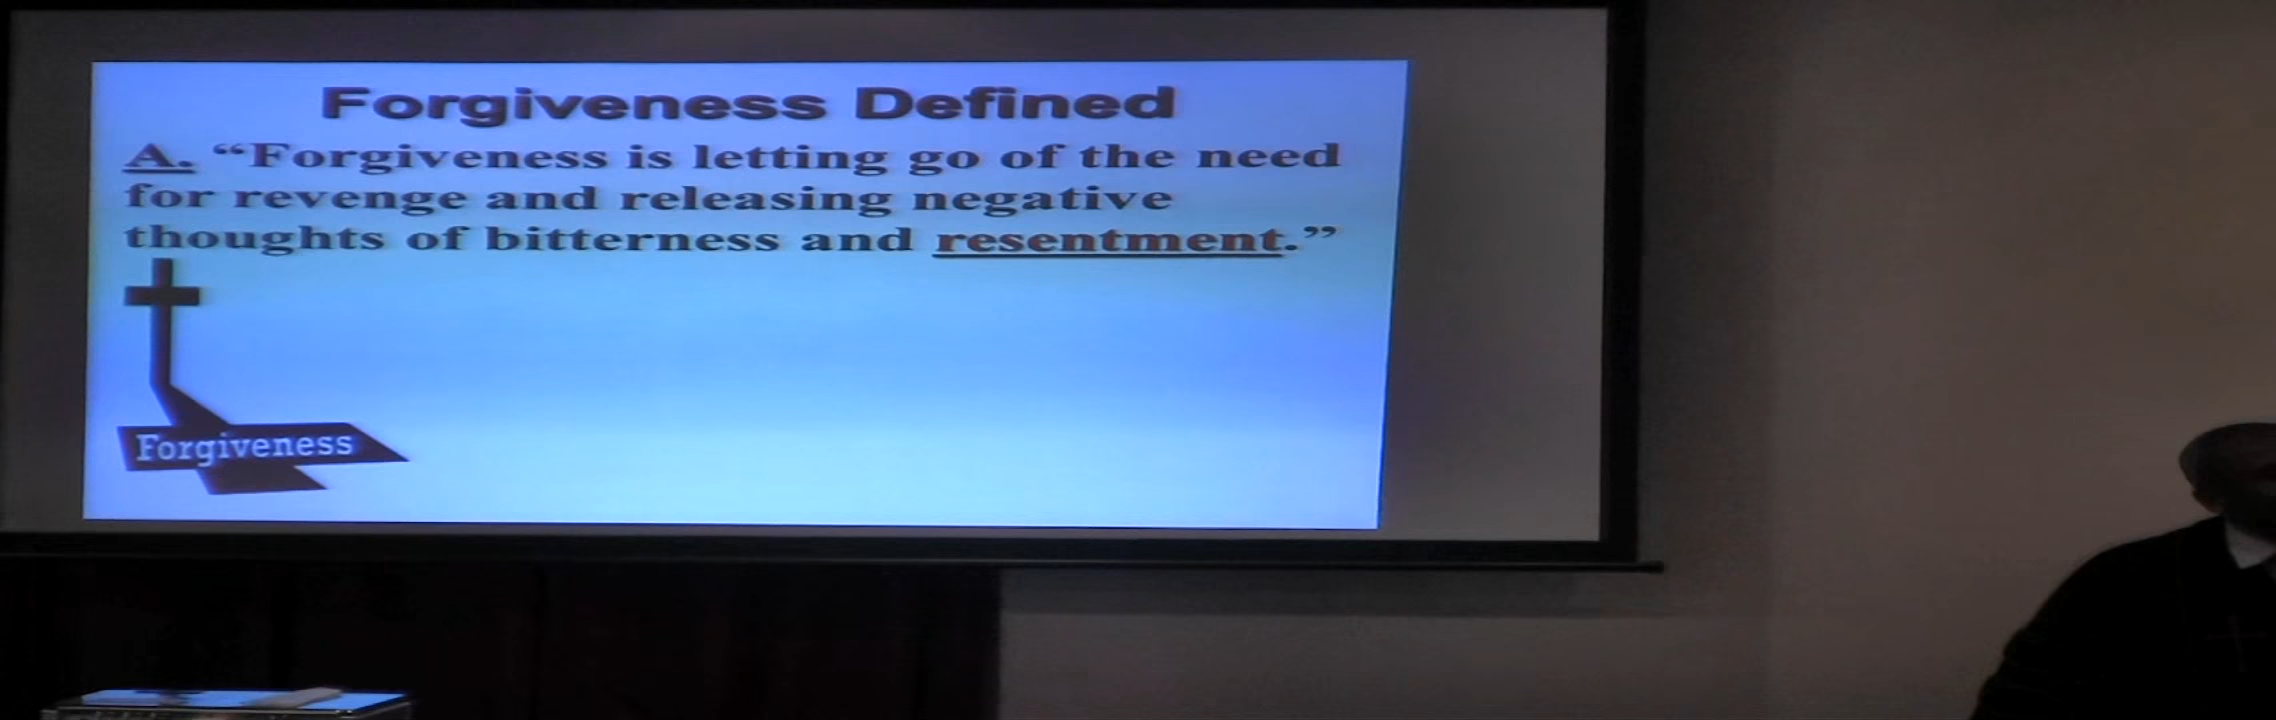 Forgiveness Defined
A. “Forgiveness is letting go of the need
for revenge and releasing negative
thoughts of bitterness and resentment.”
Forgiveness